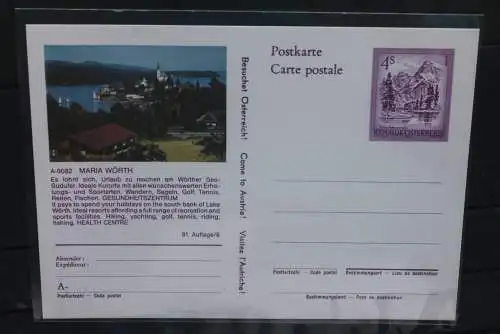 Postkarte
Carte postale
4 S
REPUBLIK ÖSTERREICH
A-9082 MARIA WÖRTH
Es lohnt sich, Urlaub zu machen am Wörther See-
Südufer. Ideale Kurorte mit allen wünschenswerten Erho-
lungs- und Sportarten. Wandern, Segeln, Golf, Tennis,
Reiten, Fischen. GESUNDHEITSZENTRUM
It pays to spend your holidays on the south bank of Lake
Wörth. Ideal resorts affording a full range of recreation and
sports facilities. Hiking, yachting, golf, tennis, riding,
fishing. HEALTH CENTRE
91. Auflage/6
Besuchet Österreich! Come to Austria! Visitez l'Autriche!
Absender:
Expéditeur:
A-
Postleitzahl — Code postal
Postleitzahl — Code postal Bestimmungsort — Lieu de destination
Bestimmungsland — Pays de destination